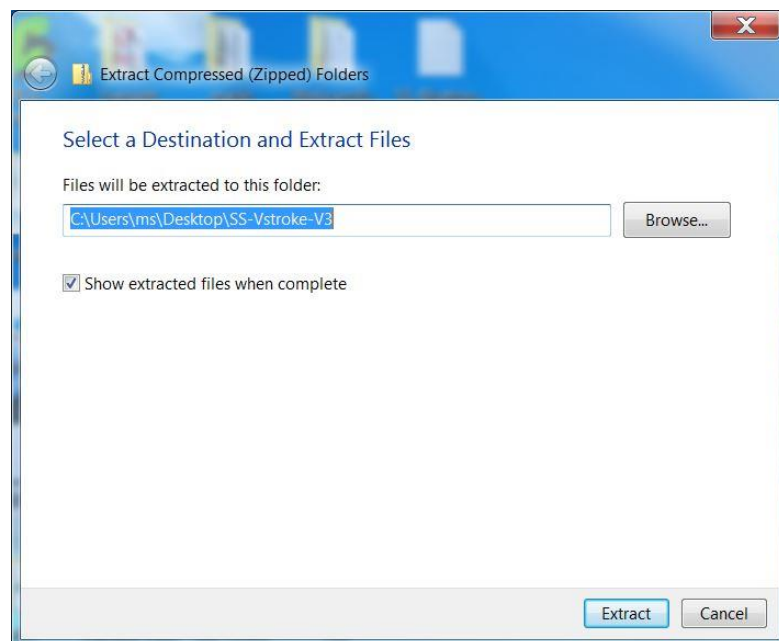 Extract Compressed (Zipped) Folders
Select a Destination and Extract Files
Files will be extracted to this folder:
C:\Users\ms\Desktop\SS-Vstroke-V3
Browse...
Show extracted files when complete
Extract
Cancel